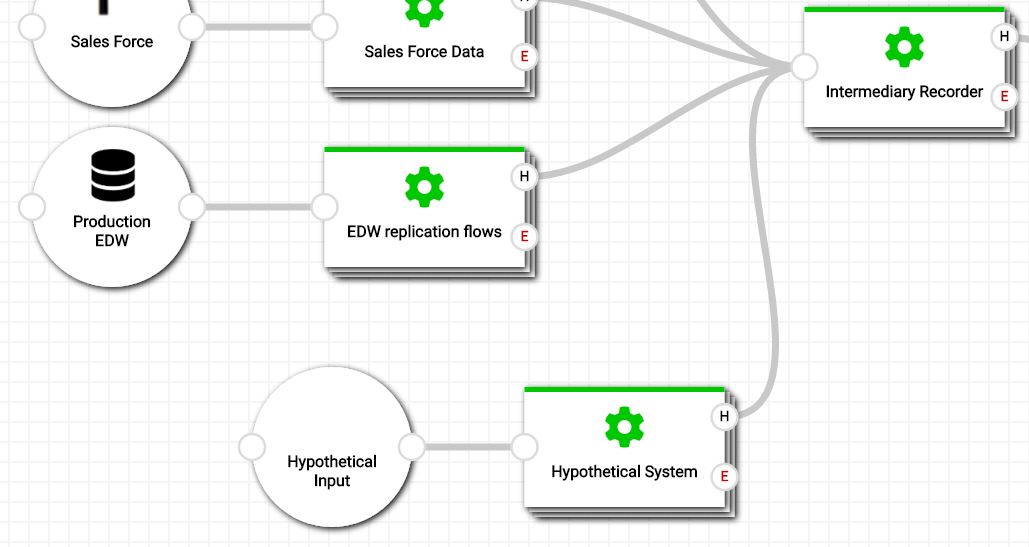 Sales Force
Sales Force Data
E
H
Intermediary Recorder
E
Production
EDW
H
EDW replication flows
E
Hypothetical
Input
H
Hypothetical System
E